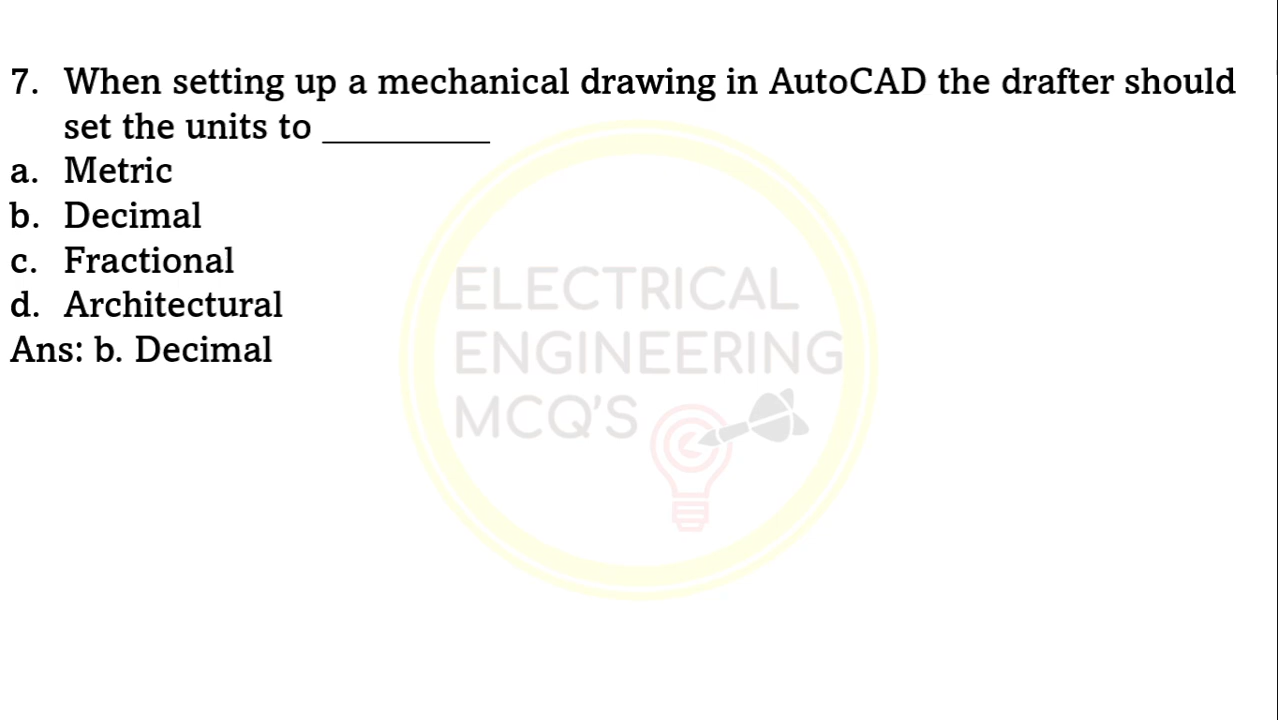 7. When setting up a mechanical drawing in AutoCAD the drafter should
set the units to __________
a. Metric
b. Decimal
c. Fractional
d. Architectural
Ans: b. Decimal
ELECTRICAL
ENGINEERING
MCQ'S